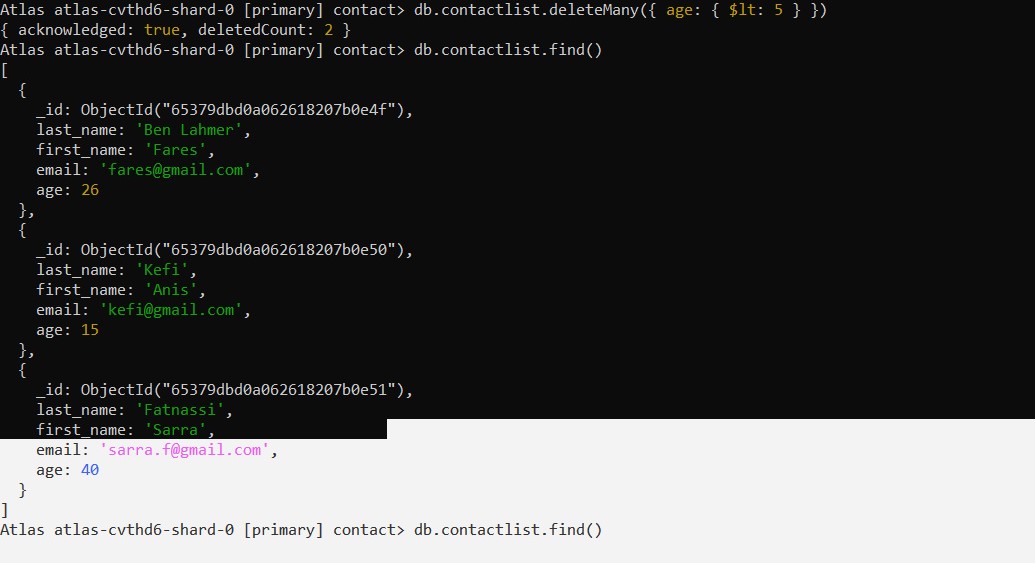 Atlas atlas-cvthd6-shard-0 [primary] contact> db.contactlist.deleteMany({ age: { $lt: 5 } })
{ acknowledged: true, deletedCount: 2 }
Atlas atlas-cvthd6-shard-0 [primary] contact> db.contactlist.find()
[
  {
    _id: ObjectId("65379dbd0a062618207b0e4f"),
    last_name: 'Ben Lahmer',
    first_name: 'Fares',
    email: 'fares@gmail.com',
    age: 26
  },
  {
    _id: ObjectId("65379dbd0a062618207b0e50"),
    last_name: 'Kefi',
    first_name: 'Anis',
    email: 'kefi@gmail.com',
    age: 15
  },
  {
    _id: ObjectId("65379dbd0a062618207b0e51"),
    last_name: 'Fatnassi',
    first_name: 'Sarra',
    email: 'sarra.f@gmail.com',
    age: 40
  }
]
Atlas atlas-cvthd6-shard-0 [primary] contact> db.contactlist.find()